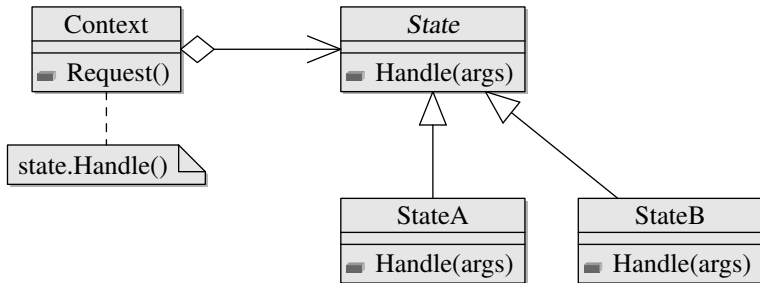 Context
Request()
state.Handle()
State
Handle(args)
StateA
Handle(args)
StateB
Handle(args)